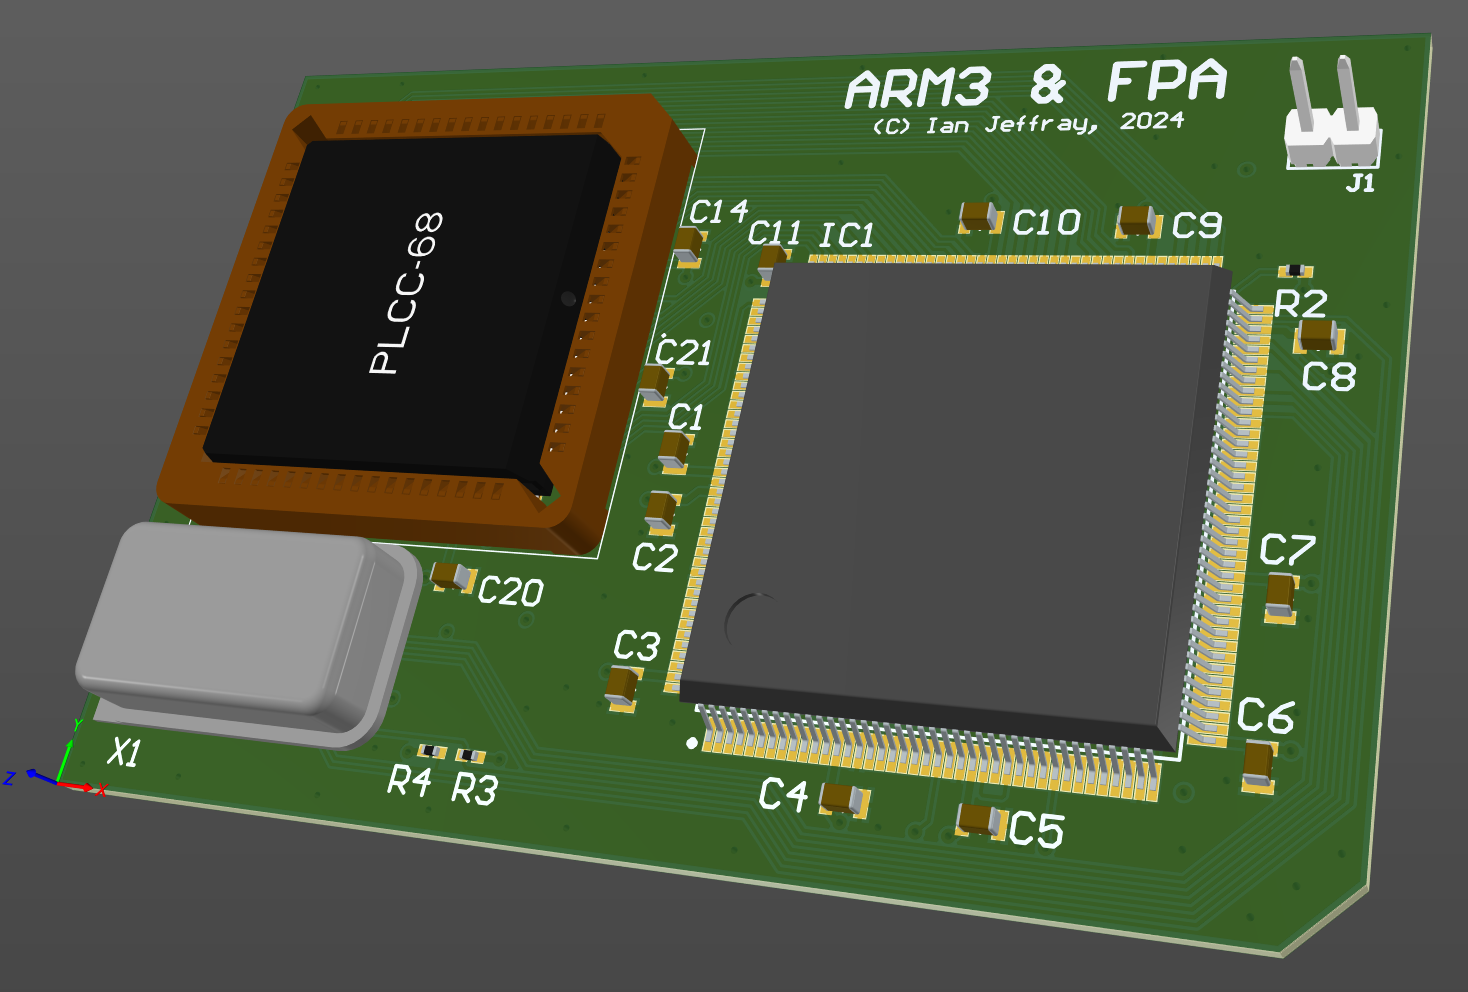 ARM3 & FPA
(C) Ian Jeffray, 2024
J1
C14
C11
IC1
C10
C9
PLCC-68
R2
C21
C8
C1
C2
C7
C20
C3
C6
Y
X1
Z
X
R4
R3
C4
C5